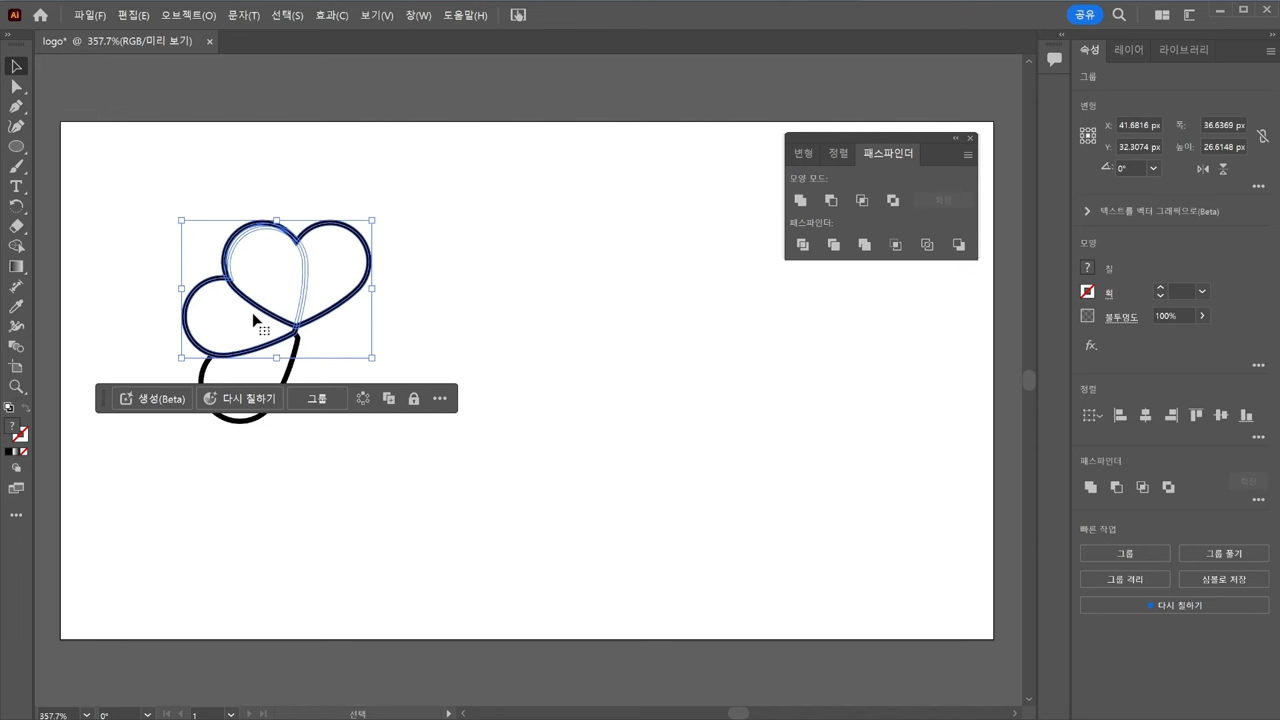 Ai 파일(F) 편집(E) 오브젝트(O) 문자(T) 선택(S) 효과(C) 보기(V) 창(W) 도움말(H) 공유
logo* @ 357.7%(RGB/미리 보기) ×
속성 레이어 라이브러리
그룹
변형
X: 41.6816 px 폭: 36.6369 px
Y: 32.3074 px 높이: 26.6148 px
0°
텍스트를 벡터 그래픽으로(Beta)
모양
? 칠
획
불투명도 100%
fx.
정렬
패스파인더
확장
빠른 작업
그룹 그룹 풀기
그룹 격리 심볼로 저장
다시 칠하기
변형 정렬 패스파인더
모양 모드:
확장
패스파인더:
생성(Beta) 다시 칠하기 그룹
?
357.7% 0° 1 선택